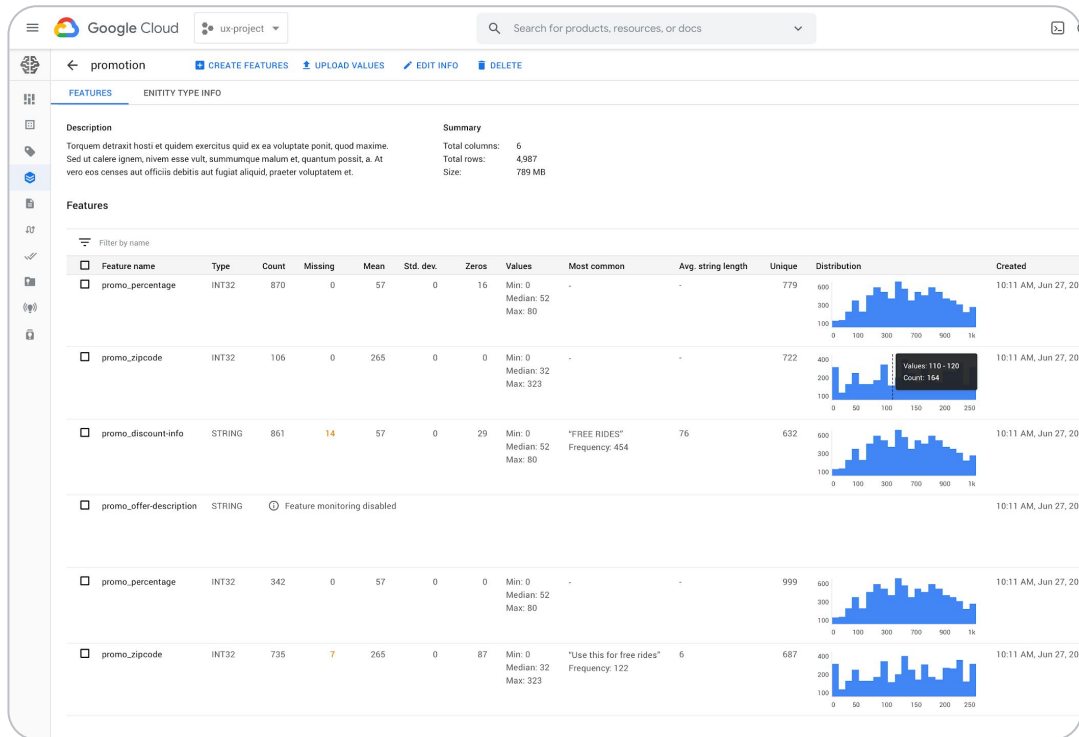 Google Cloud ux-project Search for products, resources, or docs
promotion CREATE FEATURES UPLOAD VALUES EDIT INFO DELETE
FEATURES ENITITY TYPE INFO
Description
Torquem detraxit hosti et quidem exercitus quid ex ea voluptate ponit, quod maxime.
Sed ut calere ignem, nivem esse vult, summumque malum et, quantum possit, a. At
vero eos censes aut officiis debitis aut fugiat aliquid, praeter voluptatem et.
Summary
Total columns: 6
Total rows: 4,987
Size: 789 MB
Features
Filter by name
Feature name Type Count Missing Mean Std. dev. Zeros Values Most common Avg. string length Unique Distribution Created
promo_percentage INT32 870 0 57 0 16 Min: 0 - - 779 10:11 AM, Jun 27, 20
Median: 52
Max: 80
600
300
100
0 100 300 700 900 1k
promo_zipcode INT32 106 0 265 0 0 Min: 0 - - 722 10:11 AM, Jun 27, 20
Median: 32
Max: 323
400
200
100
Values: 110 - 120
Count: 164
0 50 100 150 200 250
promo_discount-info STRING 861 14 57 0 29 Min: 0 "FREE RIDES" 76 632 10:11 AM, Jun 27, 20
Median: 52 Frequency: 454
Max: 80
600
300
100
0 100 300 700 900 1k
promo_offer-description STRING Feature monitoring disabled 10:11 AM, Jun 27, 20
promo_percentage INT32 342 0 57 0 0 Min: 0 - - 999 10:11 AM, Jun 27, 20
Median: 52
Max: 80
600
300
100
0 100 300 700 900 1k
promo_zipcode INT32 735 7 265 0 87 Min: 0 "Use this for free rides" 6 687 10:11 AM, Jun 27, 20
Median: 32 Frequency: 122
Max: 323
400
200
100
0 50 100 150 200 250